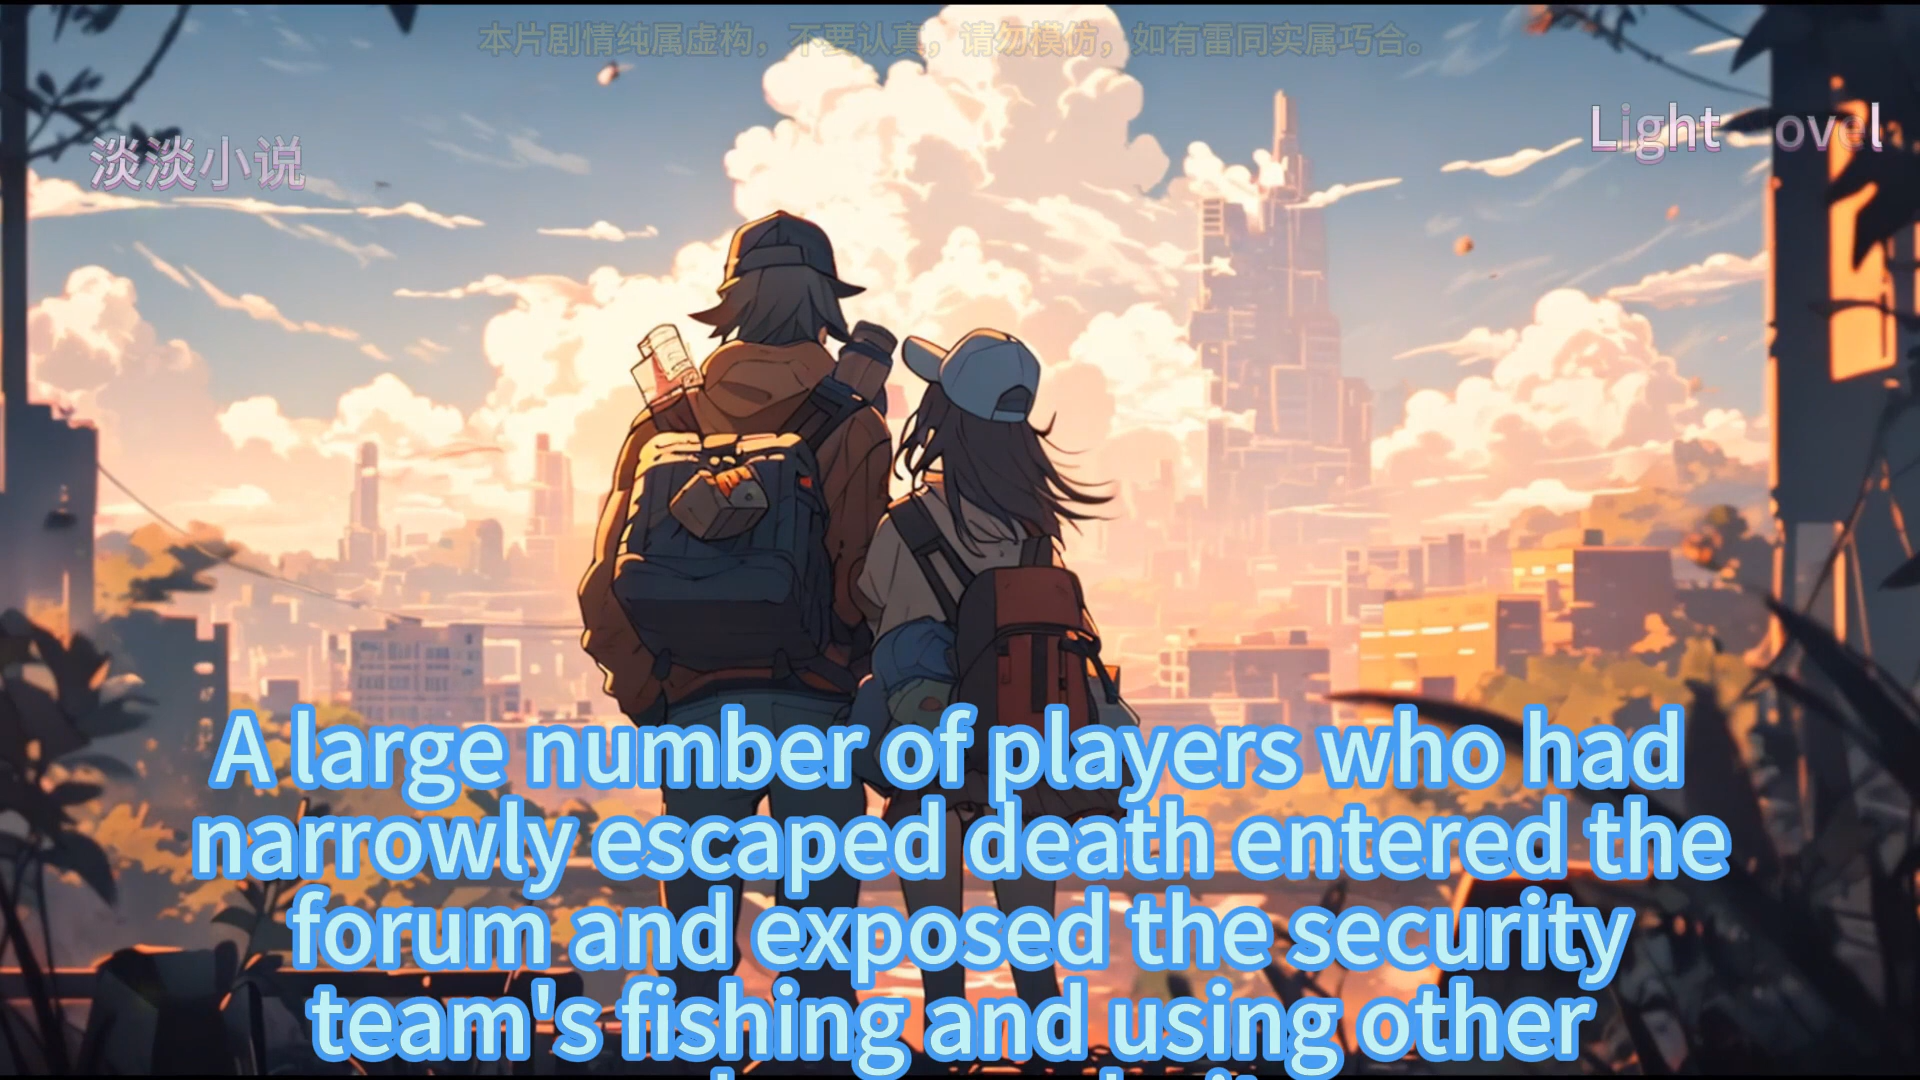 本片剧情纯属虚构，不要认真，请勿模仿，如有雷同实属巧合。
淡淡小说
Light ovel
A large number of players who had
narrowly escaped death entered the
forum and exposed the security
team's fishing and using other